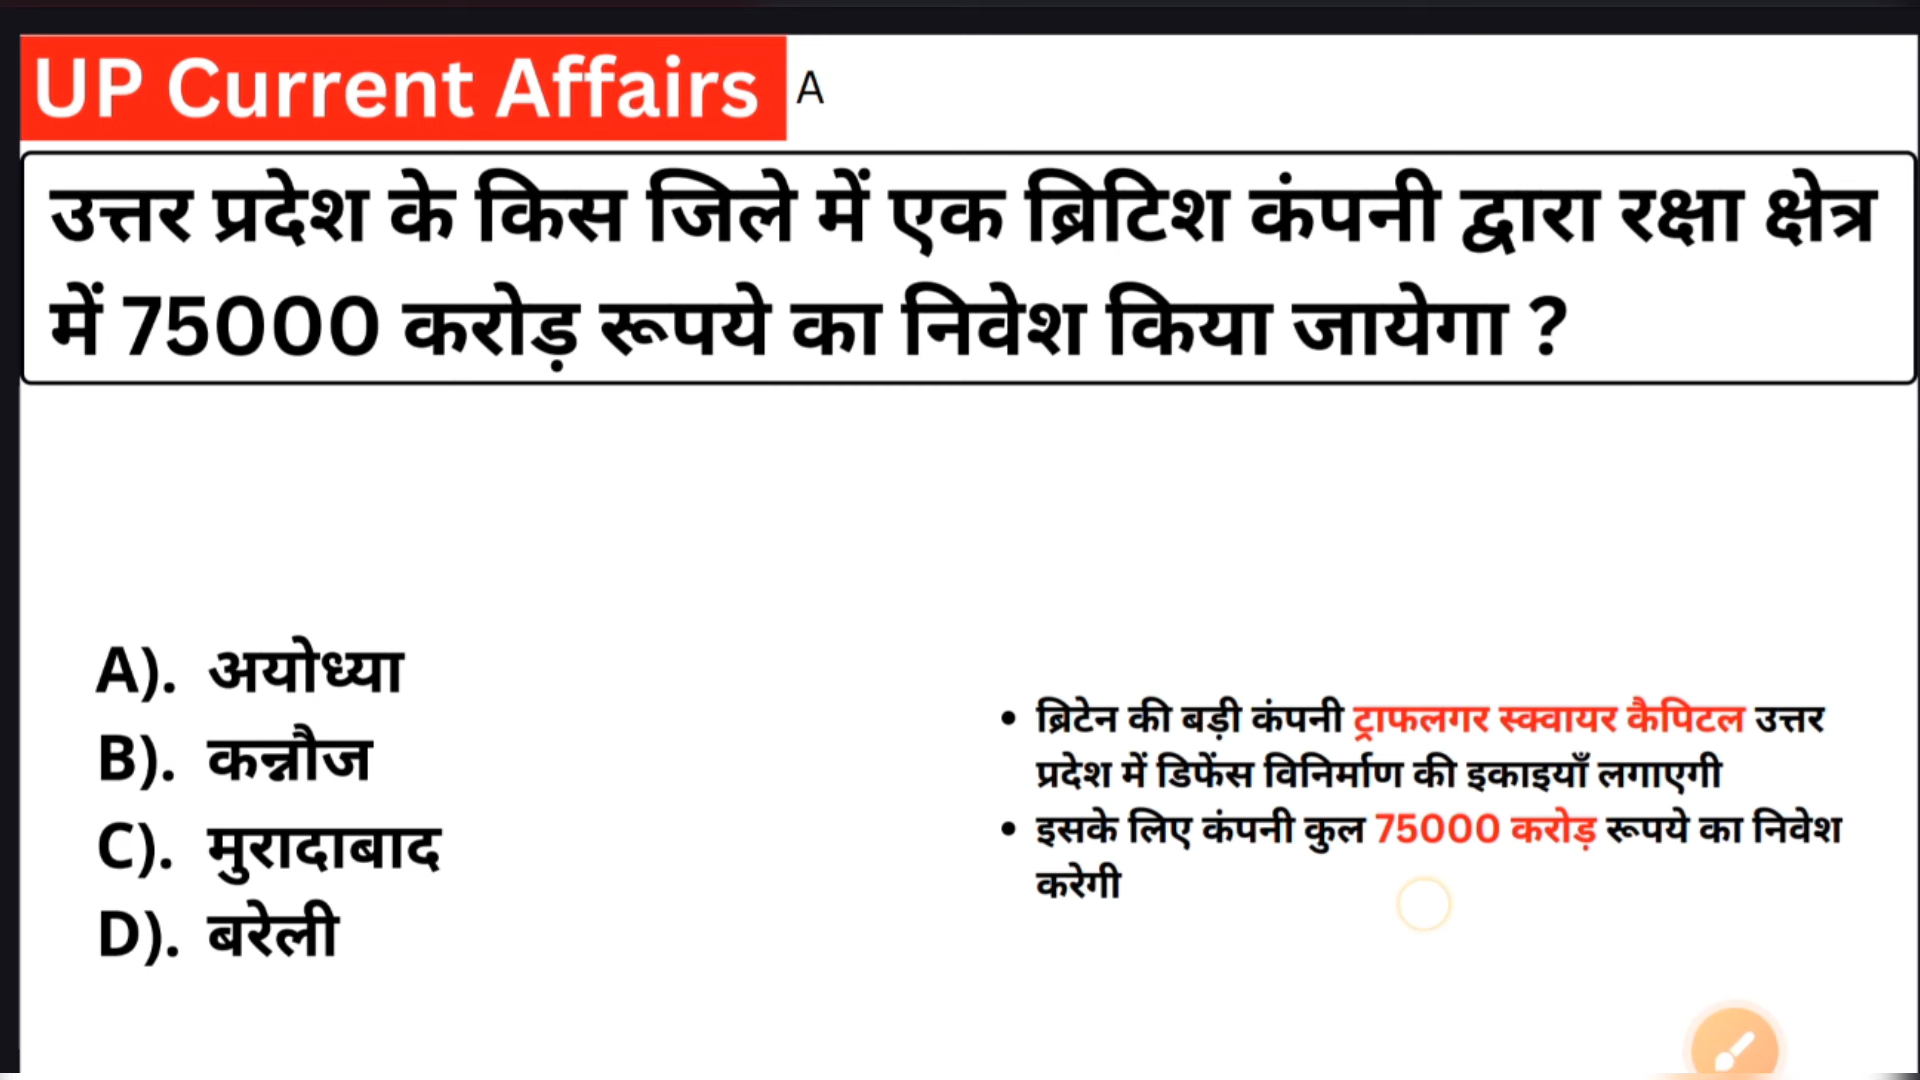 UP Current Affairs A
उत्तर प्रदेश के किस जिले में एक ब्रिटिश कंपनी द्वारा रक्षा क्षेत्र
में 75000 करोड़ रूपये का निवेश किया जायेगा ?
A). अयोध्या
B). कन्नौज
C). मुरादाबाद
D). बरेली
• ब्रिटेन की बड़ी कंपनी ट्राफलगर स्क्वायर कैपिटल उत्तर
प्रदेश में डिफेंस विनिर्माण की इकाइयाँ लगाएगी
• इसके लिए कंपनी कुल 75000 करोड़ रूपये का निवेश
करेगी